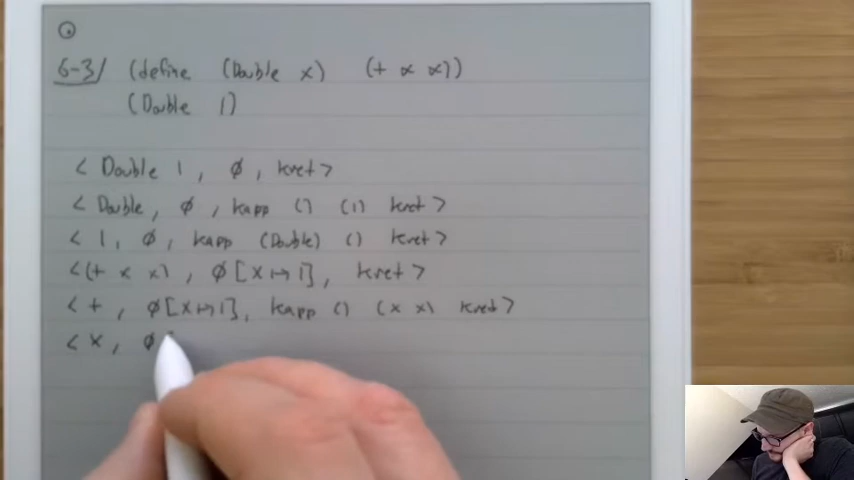 6-3/ (define (Double x) (+ x x))
(Double 1)
< Double 1, ∅, kret >
< Double, ∅, kapp () (1) kret >
< 1, ∅, kapp (Double) () kret >
<(+ x x), ∅[x↦1], kret >
< +, ∅[x↦1], kapp () (x x) kret >
< x, ∅[